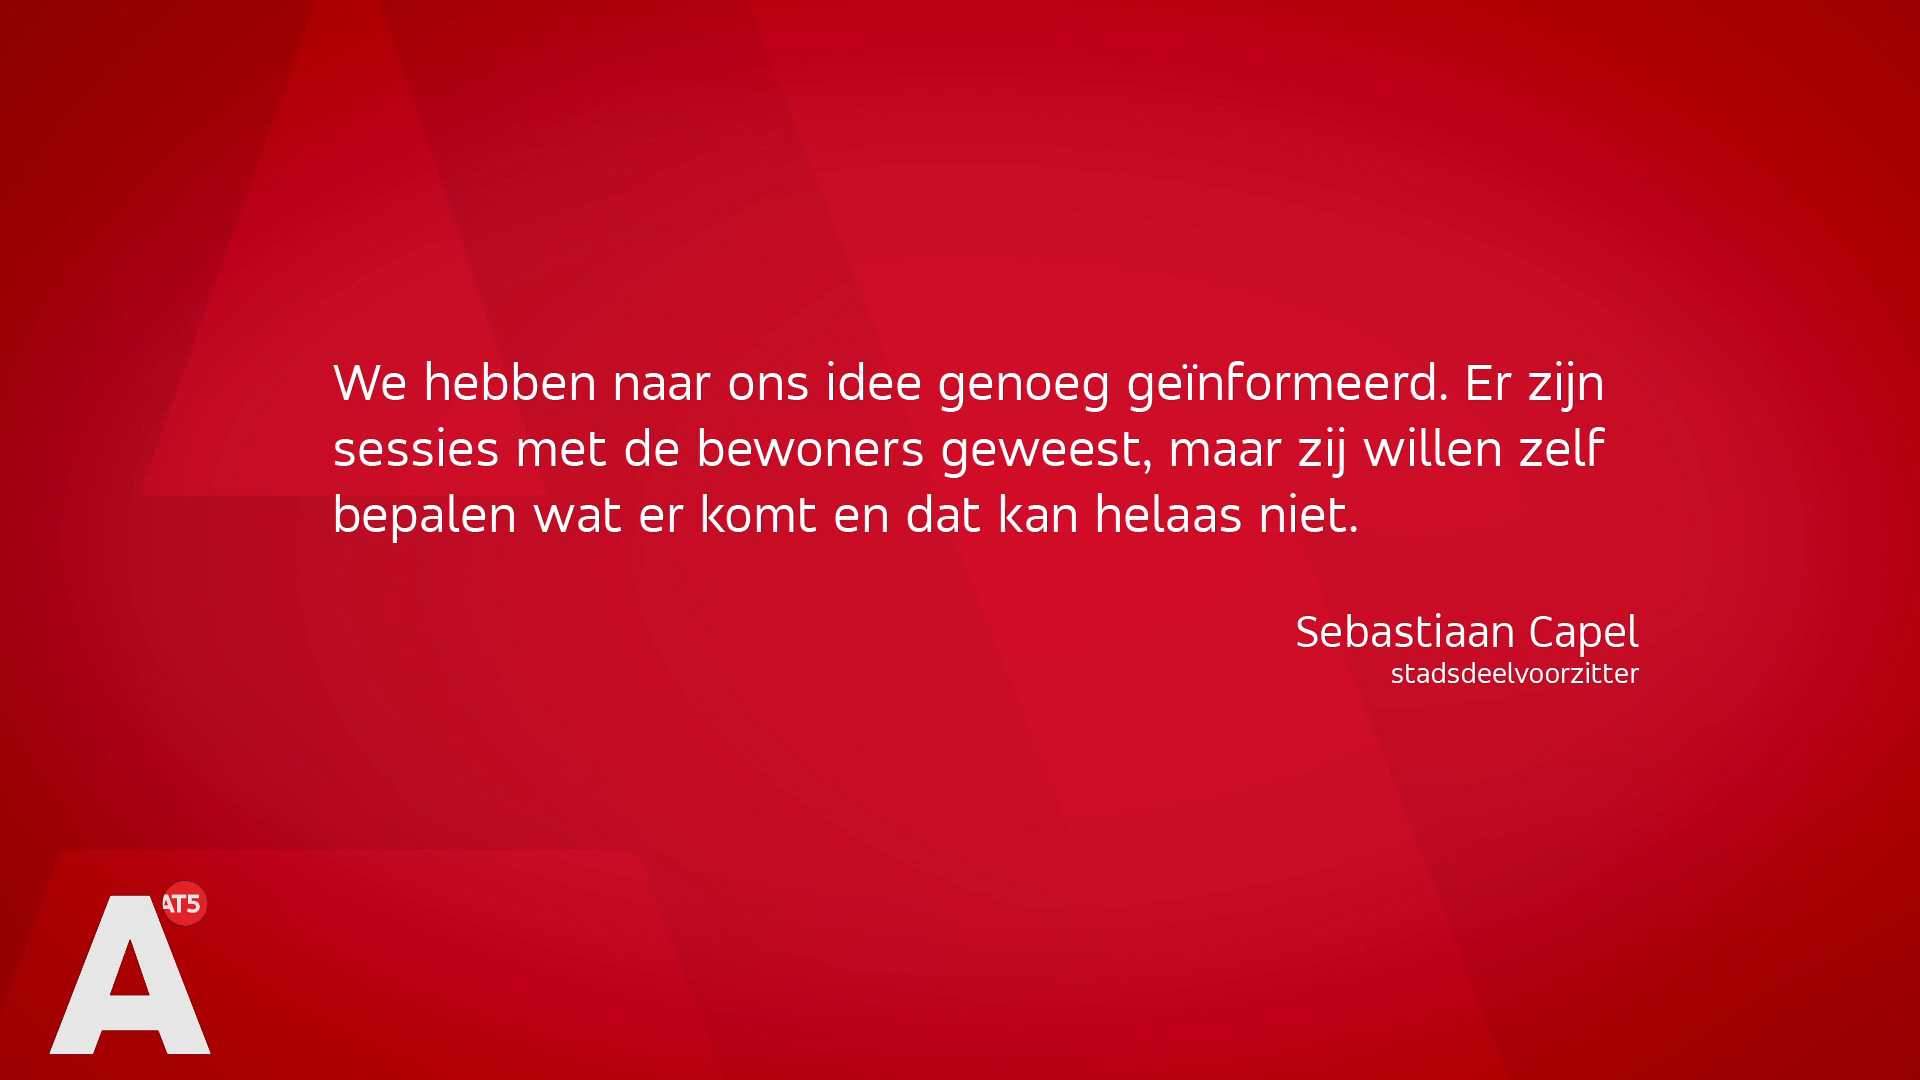 We hebben naar ons idee genoeg geïnformeerd. Er zijn
sessies met de bewoners geweest, maar zij willen zelf
bepalen wat er komt en dat kan helaas niet.
Sebastiaan Capel
stadsdeelvoorzitter
AT5
A